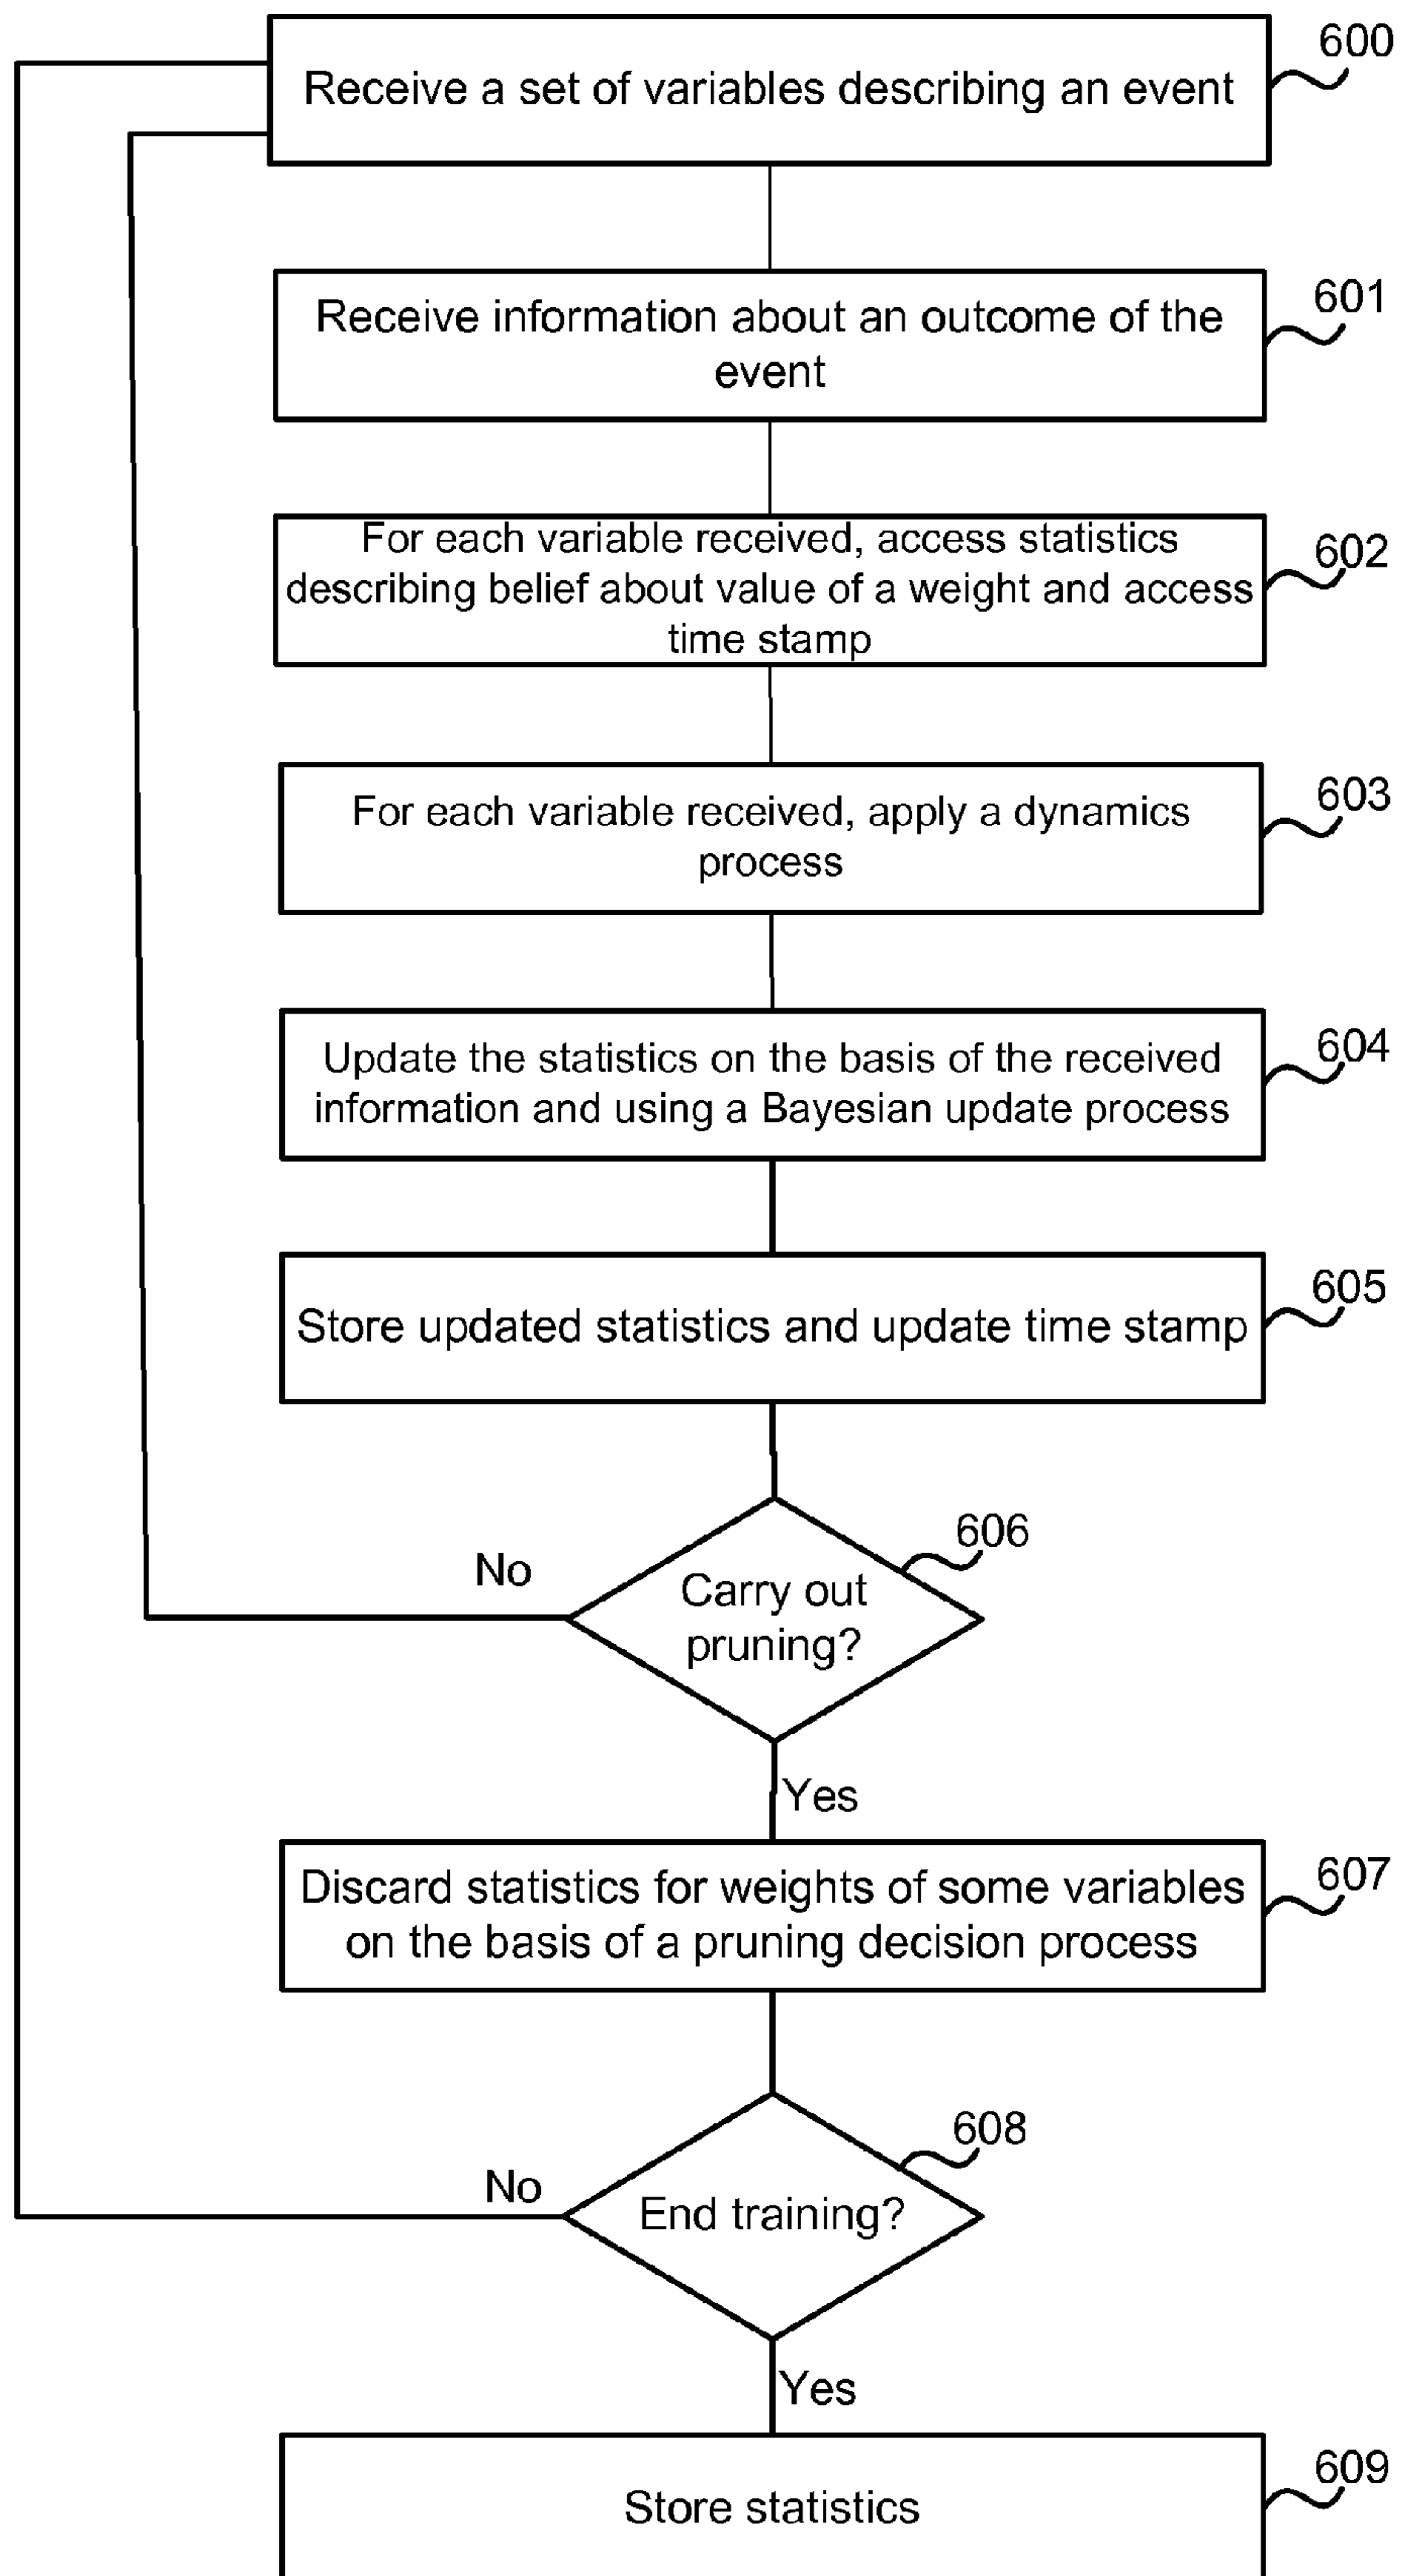 600
Receive a set of variables describing an event
601
Receive information about an outcome of the
event
602
For each variable received, access statistics
describing belief about value of a weight and access
time stamp
603
For each variable received, apply a dynamics
process
604
Update the statistics on the basis of the received
information and using a Bayesian update process
605
Store updated statistics and update time stamp
606
No
Carry out
pruning?
Yes
607
Discard statistics for weights of some variables
on the basis of a pruning decision process
608
No
End training?
Yes
609
Store statistics